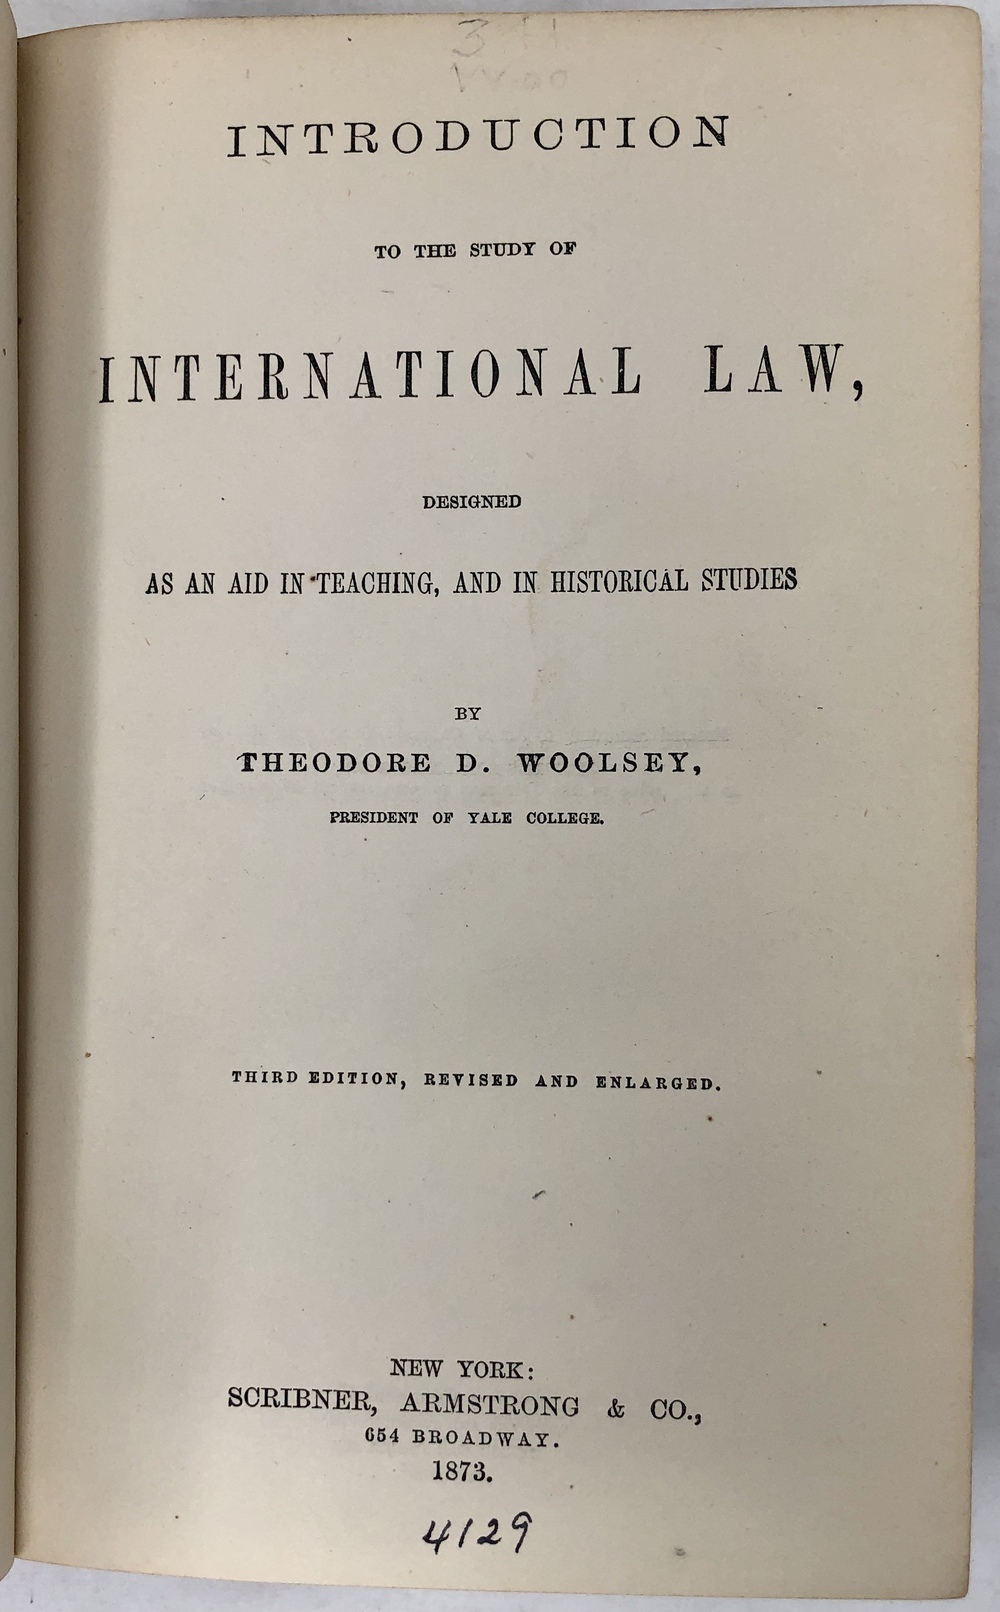 INTRODUCTION
TO THE STUDY OF
INTERNATIONAL LAW,
DESIGNED
AS AN AID IN TEACHING, AND IN HISTORICAL STUDIES
BY
THEODORE D. WOOLSEY,
PRESIDENT OF YALE COLLEGE.
THIRD EDITION, REVISED AND ENLARGED.
NEW YORK:
SCRIBNER, ARMSTRONG & CO.,
654 BROADWAY.
1873.
4129